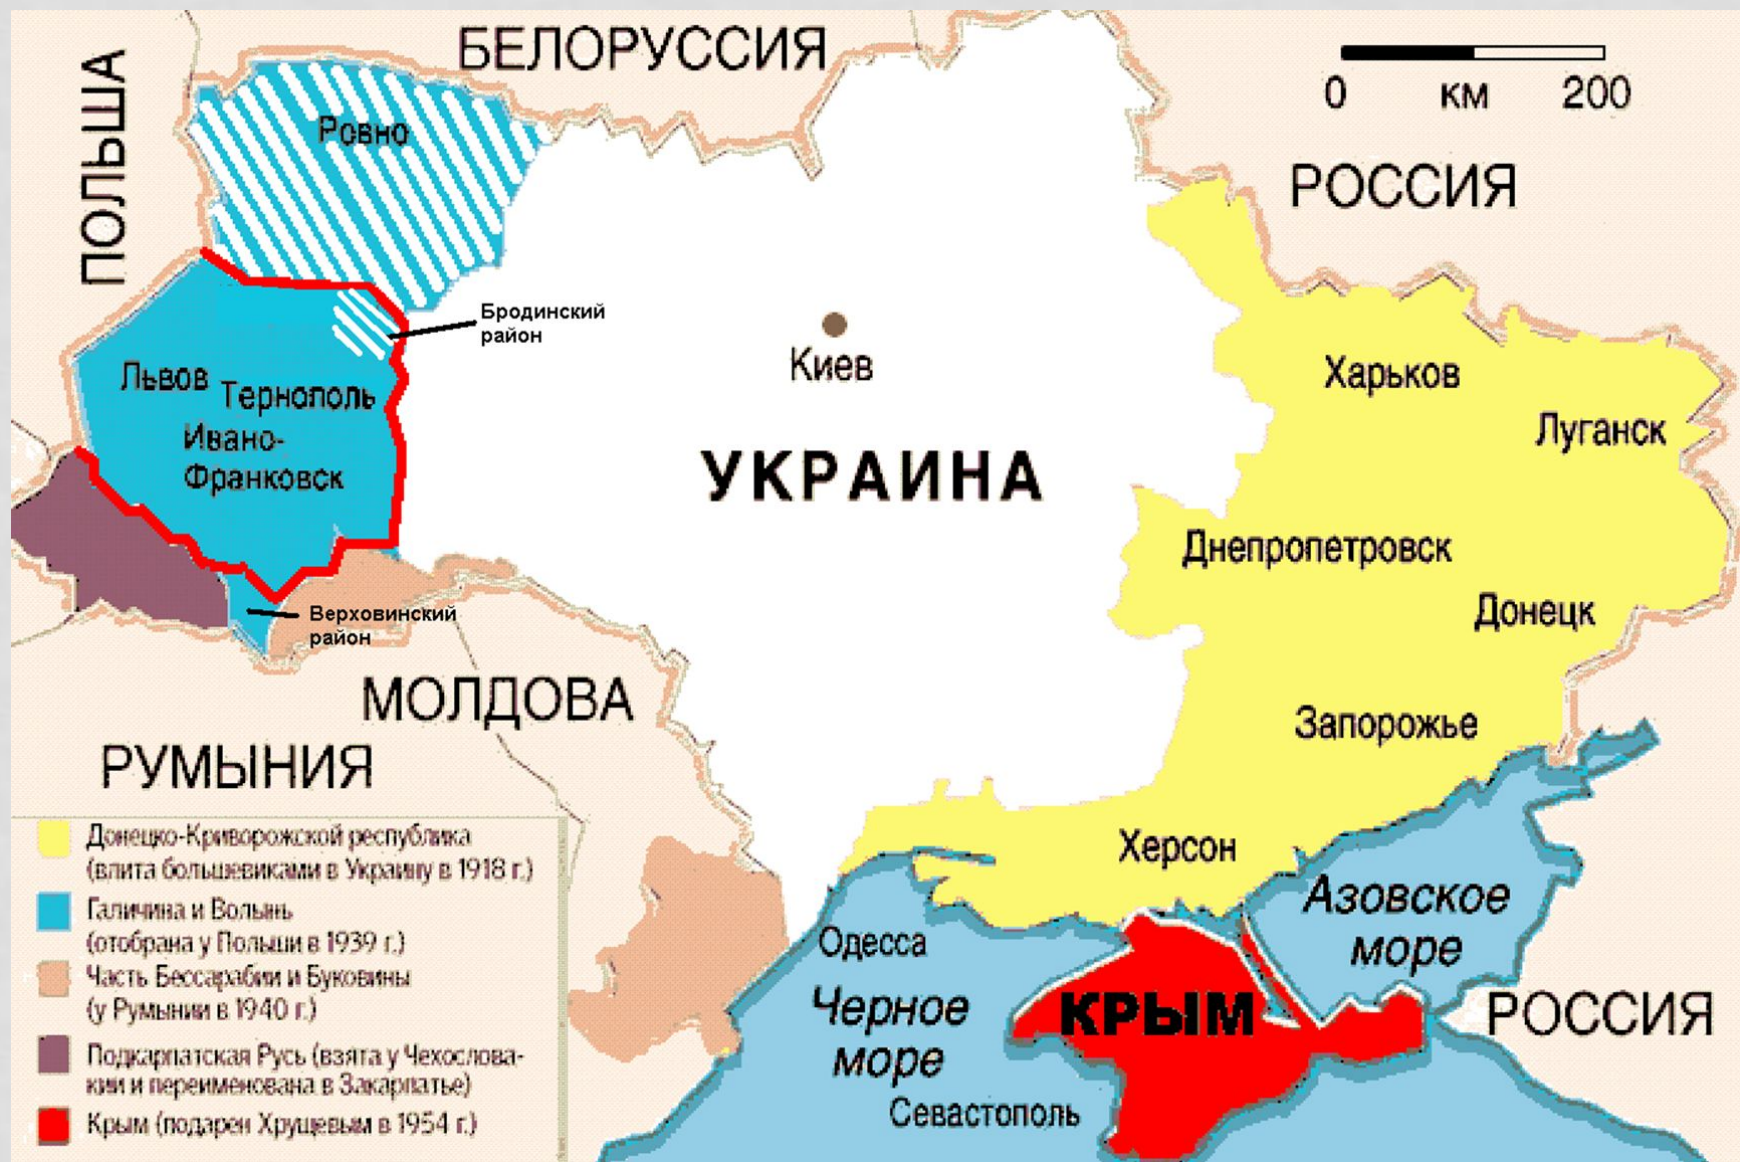 БЕЛОРУССИЯ
ПОЛЬША
0 км 200
РОССИЯ
Ровно
Бродинский
район
Киев
Львов
Тернополь
Ивано-
Франковск
УКРАИНА
Харьков
Луганск
Днепропетровск
Донецк
Верховинский
район
МОЛДОВА
РУМЫНИЯ
Запорожье
Херсон
Азовское
море
Одесса
Черное
море
КРЫМ
РОССИЯ
Севастополь
Донецко-Криворожской республика
(влита большевиками в Украину в 1918 г.)
Галичина и Волынь
(отобрана у Польши в 1939 г.)
Часть Бессарабии и Буковины
(у Румынии в 1940 г.)
Подкарпатская Русь (взята у Чехослова-
кии и переименована в Закарпатье)
Крым (подарен Хрущевым в 1954 г.)